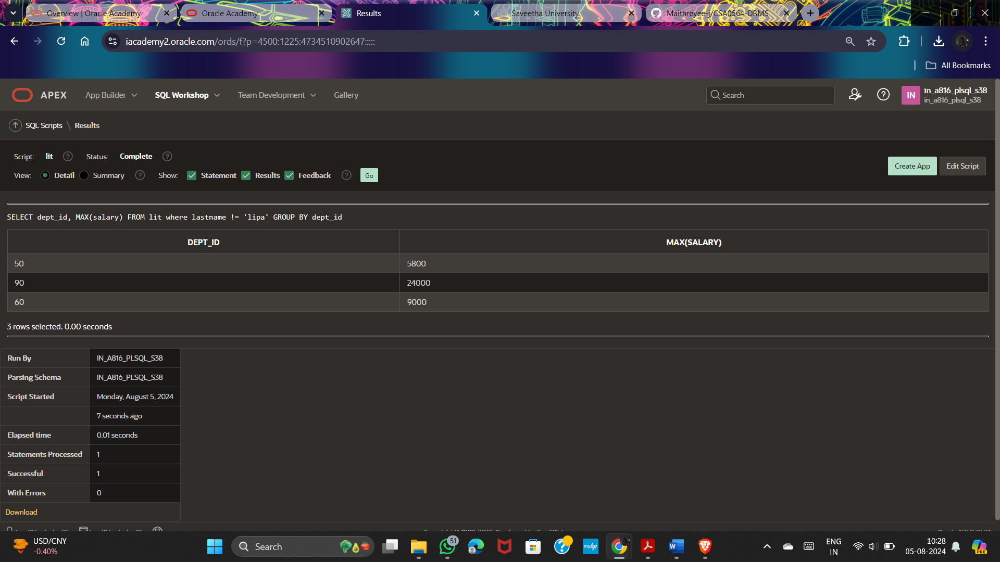 Overview | Oracle Academy
Oracle Academy
Results
Saveetha University
Maithreyee-j/CSA0564-DBMS
iacademy2.oracle.com/ords/f?p=4500:1225:4734510902647:::::
All Bookmarks
APEX
App Builder
SQL Workshop
Team Development
Gallery
Search
IN
in_a816_plsql_s38
in_a816_plsql_s38
SQL Scripts \ Results
Script: lit
Status: Complete
View: Detail Summary
Show: Statement Results Feedback
Go
Create App
Edit Script
SELECT dept_id, MAX(salary) FROM lit where lastname != 'lipa' GROUP BY dept_id
DEPT_ID MAX(SALARY)
50 5800
90 24000
60 9000
3 rows selected. 0.00 seconds
Run By IN_A816_PLSQL_S38
Parsing Schema IN_A816_PLSQL_S38
Script Started Monday, August 5, 2024
7 seconds ago
Elapsed time 0.01 seconds
Statements Processed 1
Successful 1
With Errors 0
Download
USD/CNY
-0.40%
Search
51
myhp
W
PRE
ENG
IN
10:28
05-08-2024